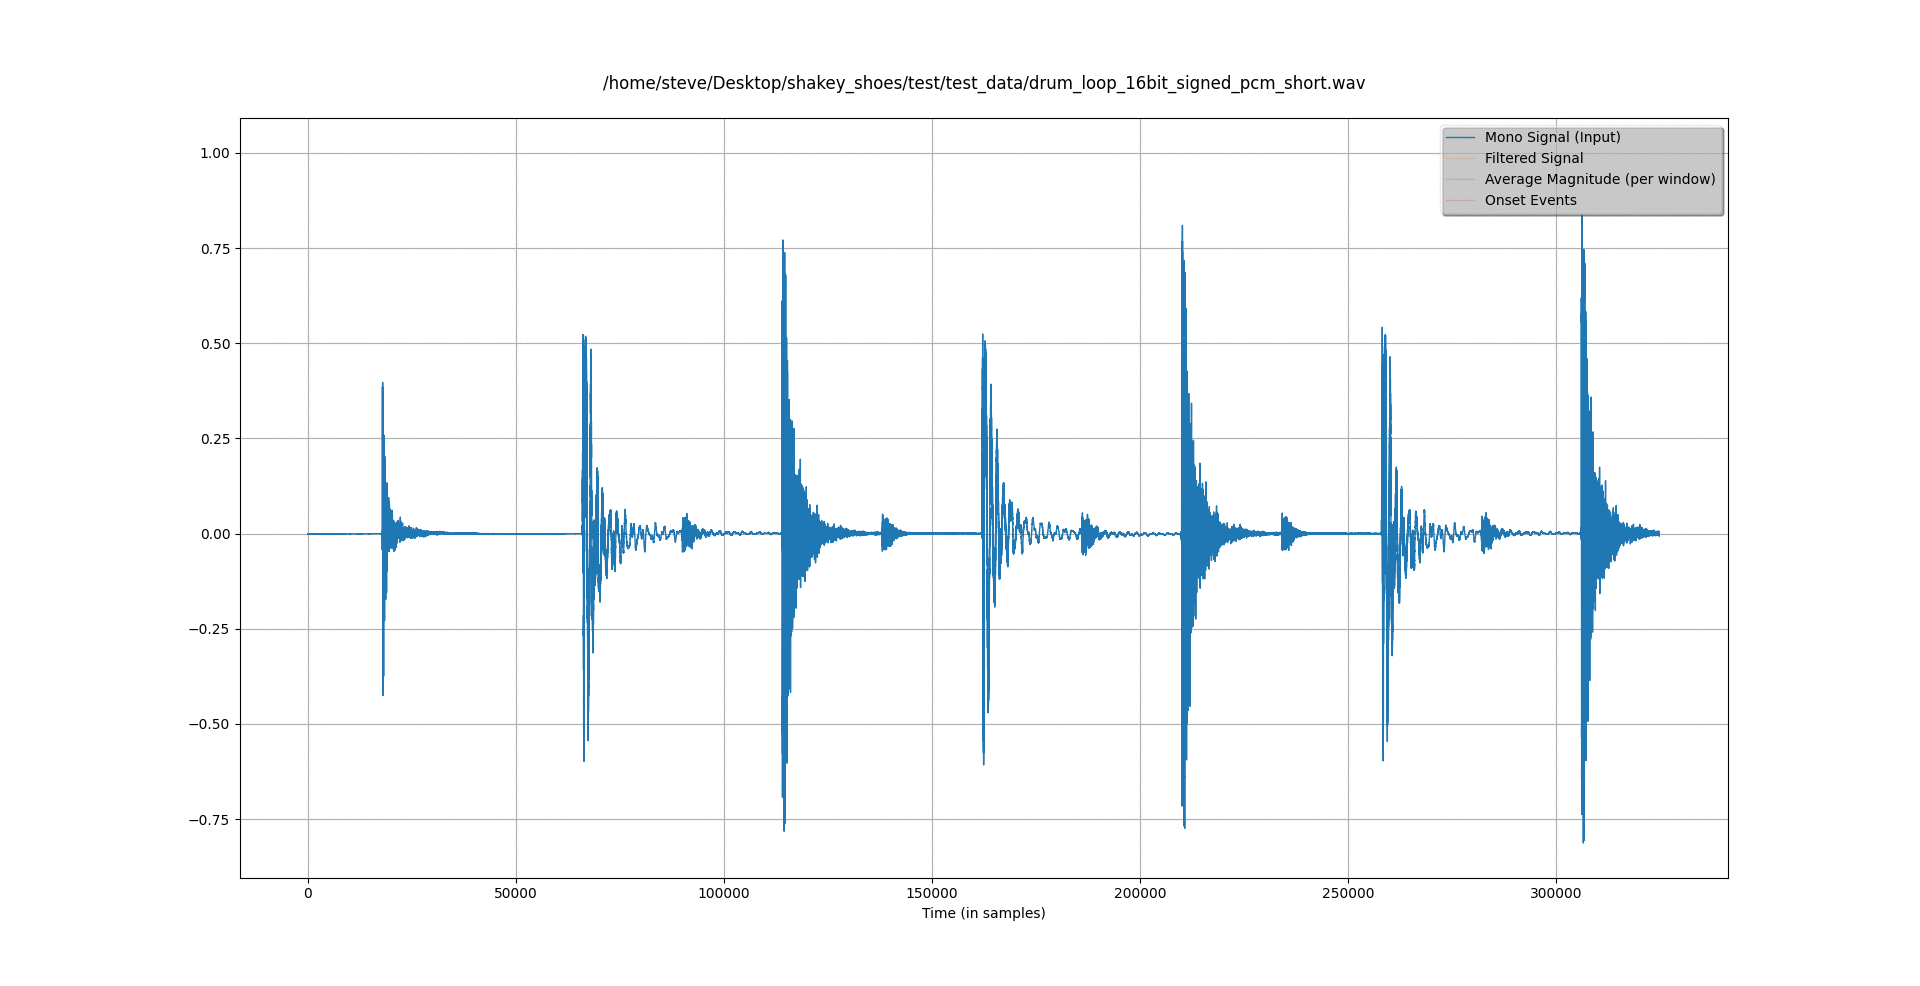 /home/steve/Desktop/shakey_shoes/test/test_data/drum_loop_16bit_signed_pcm_short.wav
Mono Signal (Input)
Filtered Signal
Average Magnitude (per window)
Onset Events
1.00
0.75
0.50
0.25
0.00
−0.25
−0.50
−0.75
0 50000 100000 150000 200000 250000 300000
Time (in samples)